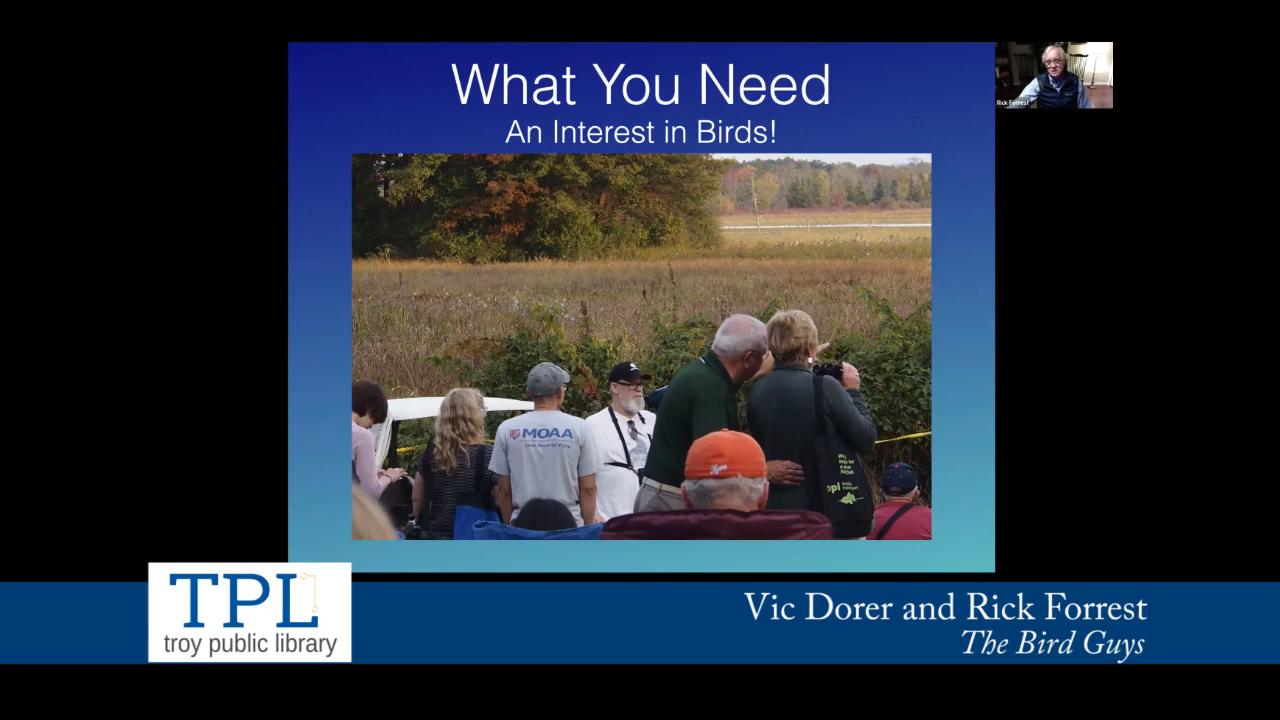 What You Need
An Interest in Birds!
Rick Forrest
MOAA
TPL
troy public library
Vic Dorer and Rick Forrest
The Bird Guys